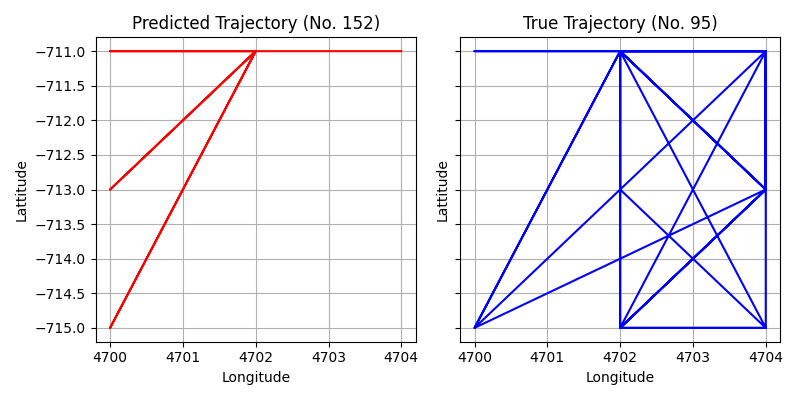 Predicted Trajectory (No. 152)
True Trajectory (No. 95)
Lattitude
−711.0
−711.5
−712.0
−712.5
−713.0
−713.5
−714.0
−714.5
−715.0
4700 4701 4702 4703 4704
Longitude
Lattitude
4700 4701 4702 4703 4704
Longitude